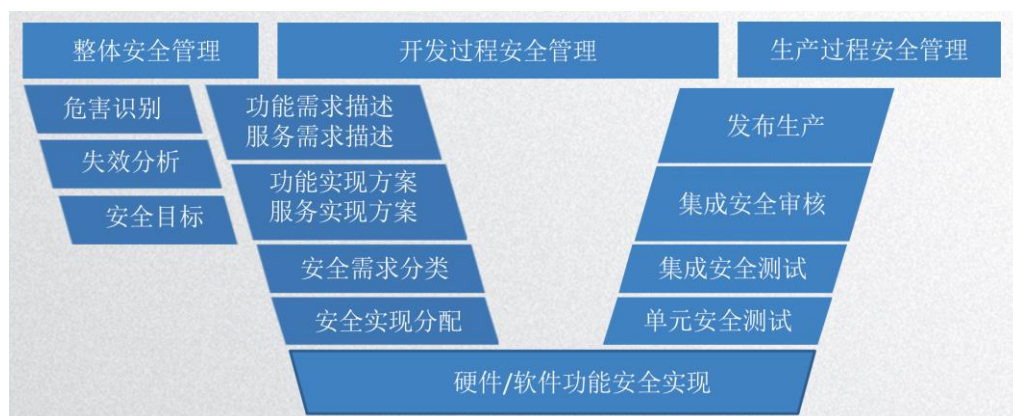 整体安全管理
开发过程安全管理
生产过程安全管理
危害识别
失效分析
安全目标
功能需求描述
服务需求描述
功能实现方案
服务实现方案
安全需求分类
安全实现分配
发布生产
集成安全审核
集成安全测试
单元安全测试
硬件/软件功能安全实现